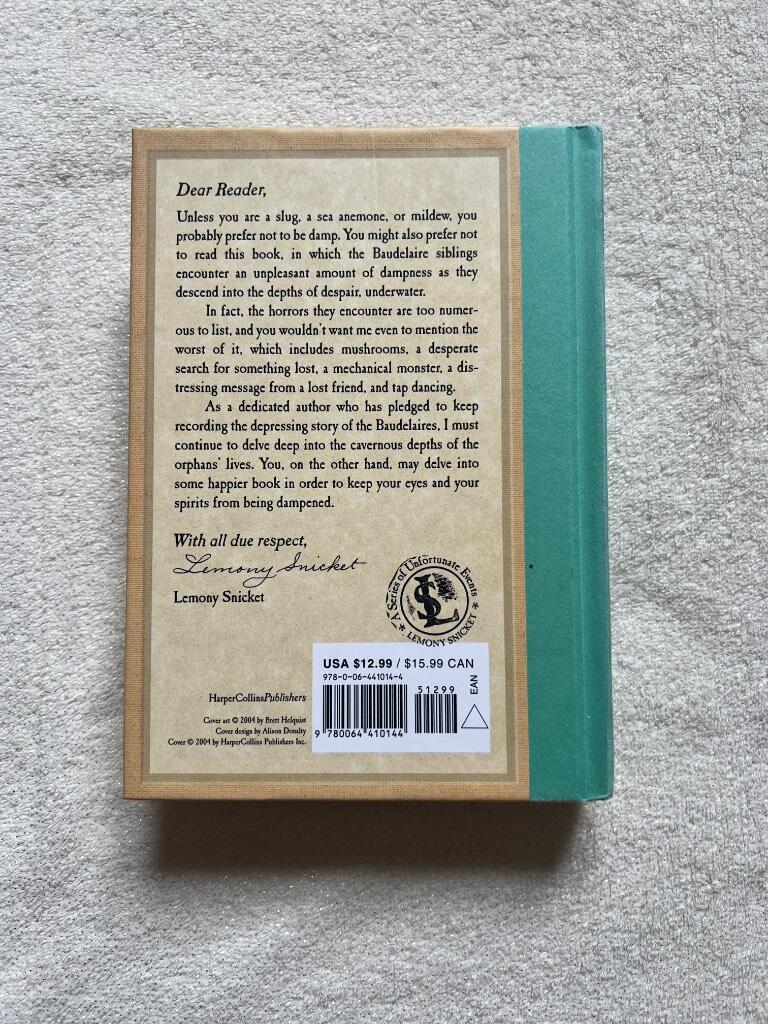 Dear Reader,
Unless you are a slug, a sea anemone, or mildew, you
probably prefer not to be damp. You might also prefer not
to read this book, in which the Baudelaire siblings
encounter an unpleasant amount of dampness as they
descend into the depths of despair, underwater.
In fact, the horrors they encounter are too numer-
ous to list, and you wouldn't want me even to mention the
worst of it, which includes mushrooms, a desperate
search for something lost, a mechanical monster, a dis-
tressing message from a lost friend, and tap dancing.
As a dedicated author who has pledged to keep
recording the depressing story of the Baudelaires, I must
continue to delve deep into the cavernous depths of the
orphans' lives. You, on the other hand, may delve into
some happier book in order to keep your eyes and your
spirits from being dampened.
With all due respect,
Lemony Snicket
Lemony Snicket
A Series of Unfortunate Events
LS
★ LEMONY SNICKET ★
USA $12.99 / $15.99 CAN
978-0-06-441014-4
51299
EAN
9 780064 410144
HarperCollinsPublishers
Cover art © 2004 by Brett Helquist
Cover design by Alison Donalty
Cover © 2004 by HarperCollins Publishers Inc.